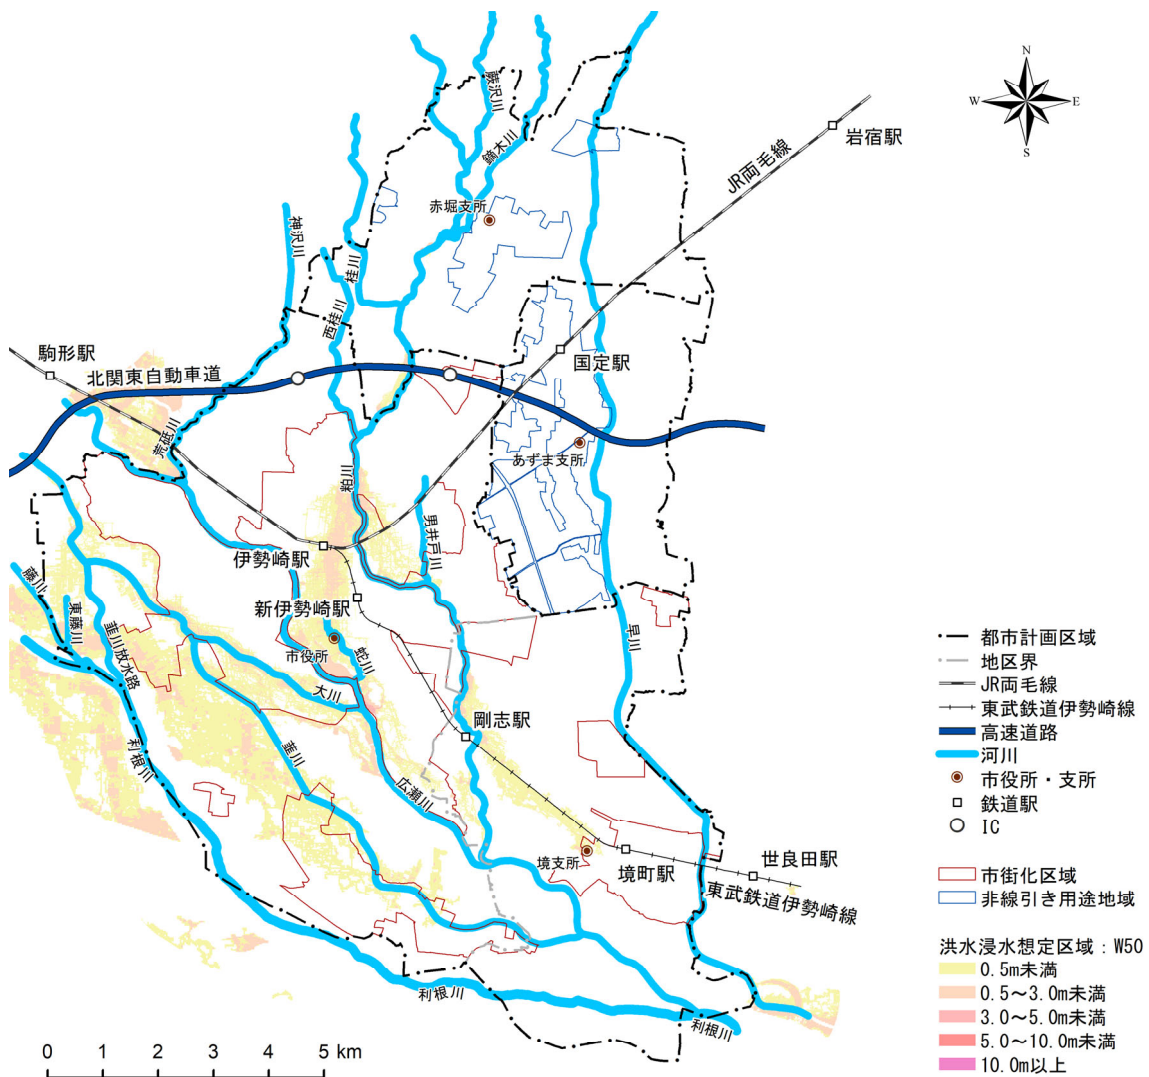 N
W
E
S
蕨沢川
鏑木川
岩宿駅
JR両毛線
赤堀支所
神沢川
桂川
西桂川
駒形駅
北関東自動車道
国定駅
荒砥川
あずま支所
粕川
男井戸川
伊勢崎駅
藤川
東藤川
新伊勢崎駅
早川
韮川放水路
市役所
蛇川
大川
剛志駅
利根川
韮川
広瀬川
境支所
境町駅
世良田駅
東武鉄道伊勢崎線
利根川
利根川
0 1 2 3 4 5 km
都市計画区域
地区界
JR両毛線
東武鉄道伊勢崎線
高速道路
河川
市役所・支所
鉄道駅
IC
市街化区域
非線引き用途地域
洪水浸水想定区域：W50
0.5m未満
0.5～3.0m未満
3.0～5.0m未満
5.0～10.0m未満
10.0m以上